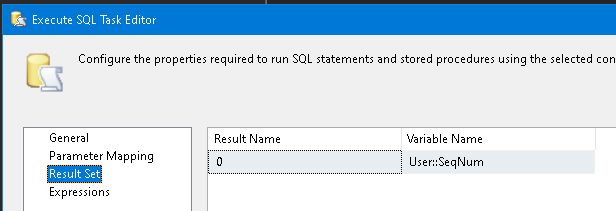 Execute SQL Task Editor
Configure the properties required to run SQL statements and stored procedures using the selected con
General
Parameter Mapping
Result Set
Expressions
Result Name Variable Name
0 User::SeqNum